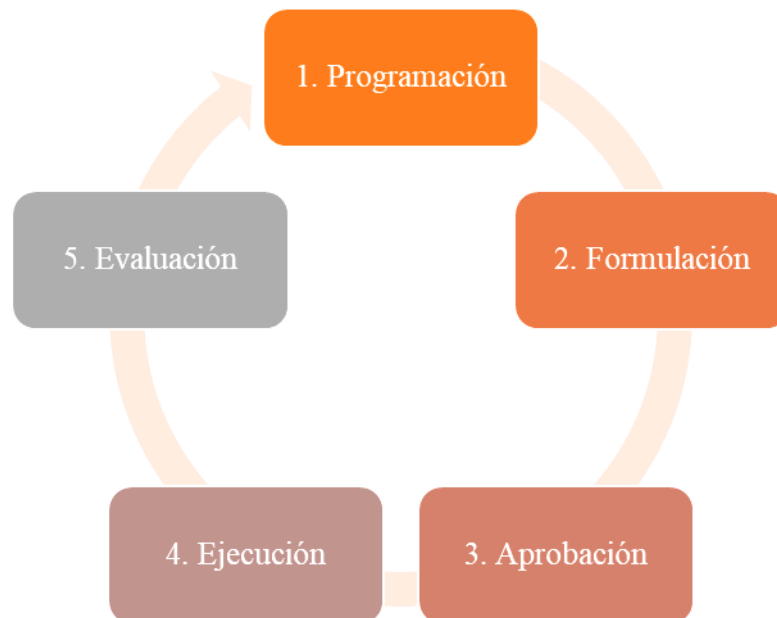 1. Programación
2. Formulación
3. Aprobación
4. Ejecución
5. Evaluación